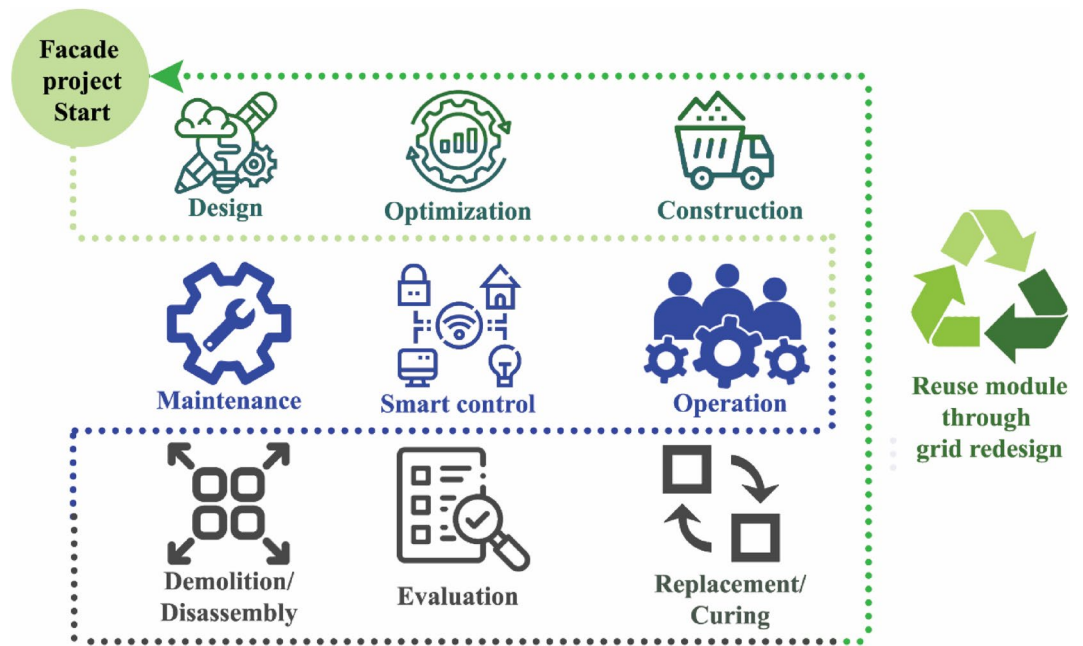 Facade
project
Start
Design
Optimization
Construction
Maintenance
Smart control
Operation
Reuse module
through
grid redesign
Demolition/
Disassembly
Evaluation
Replacement/
Curing